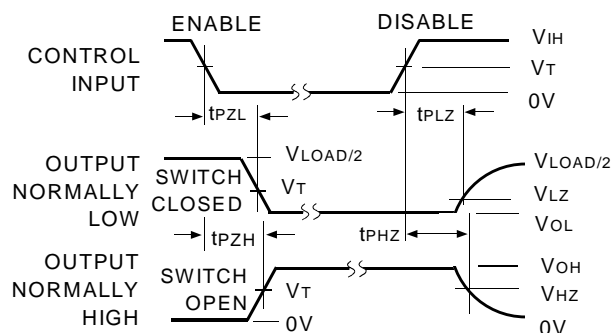 ENABLE
DISABLE
CONTROL
INPUT
VIH
VT
0V
tPZL
tPLZ
OUTPUT
NORMALLY
LOW
SWITCH
CLOSED
VLOAD/2
VT
VLOAD/2
VLZ
VOL
tPZH
tPHZ
OUTPUT
NORMALLY
HIGH
SWITCH
OPEN
VT
0V
VOH
VHZ
0V